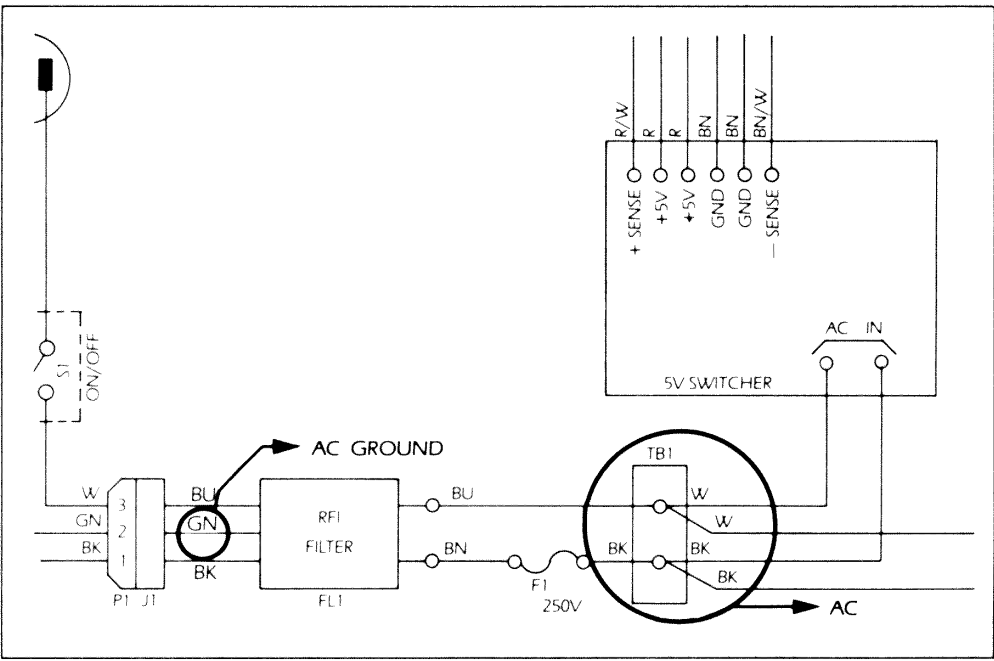 R/W
R
R
BN
BN
BN/W
+ SENSE
+5V
+5V
GND
GND
— SENSE
AC IN
5V SWITCHER
S1
ON/OFF
AC GROUND
TB1
W
3
BU
BU
W
GN
2
GN
RFI
FILTER
W
BK
1
BK
BN
BK
BK
P1
J1
FL1
F1
250V
BK
AC